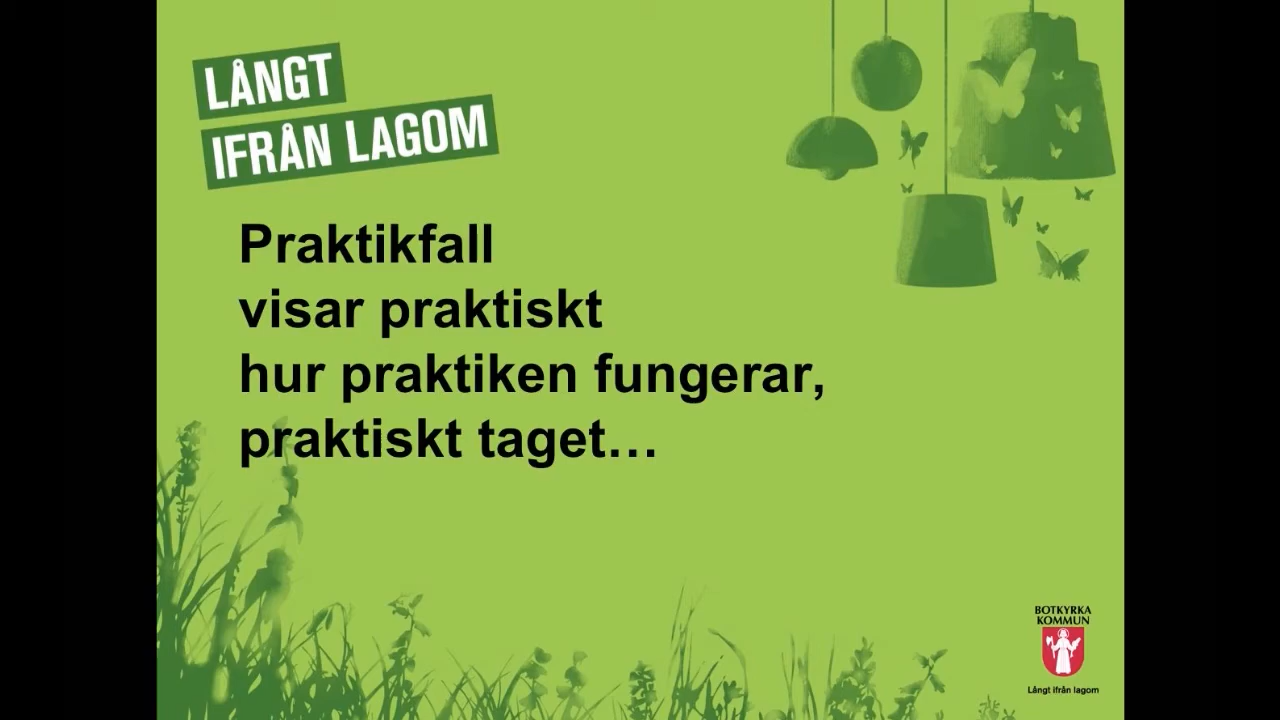 LÅNGT
IFRÅN LAGOM
Praktikfall
visar praktiskt
hur praktiken fungerar,
praktiskt taget…
BOTKYRKA
KOMMUN
Långt ifrån lagom